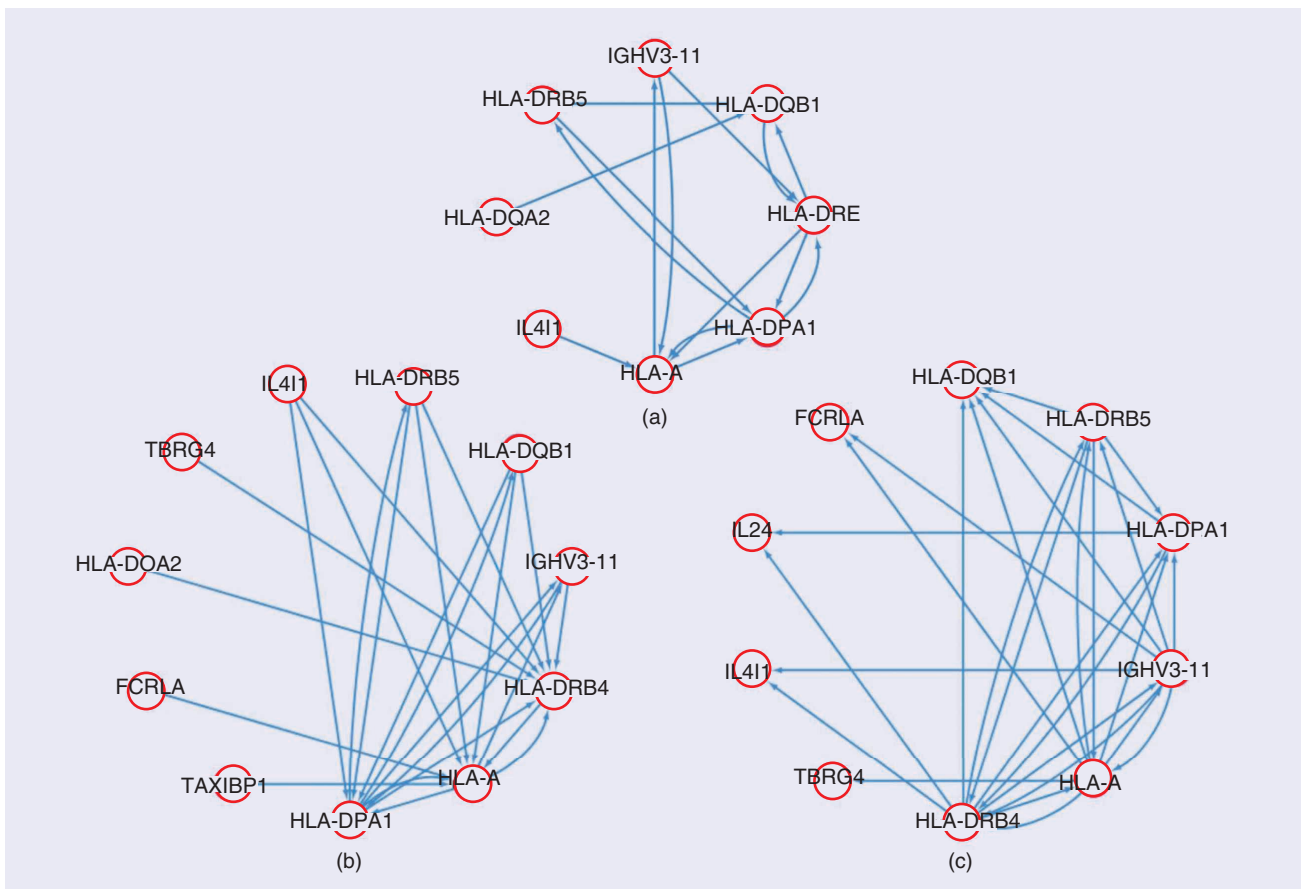 IGHV3-11
HLA-DRB5
HLA-DQB1
HLA-DQA2
HLA-DRE
IL4I1
HLA-DPA1
HLA-A
(a)
IL4I1
HLA-DRB5
TBRG4
HLA-DQB1
HLA-DOA2
IGHV3-11
FCRLA
HLA-DRB4
TAXIBP1
HLA-A
HLA-DPA1
(b)
HLA-DQB1
FCRLA
HLA-DRB5
IL24
HLA-DPA1
IL4I1
IGHV3-11
TBRG4
HLA-A
HLA-DRB4
(c)